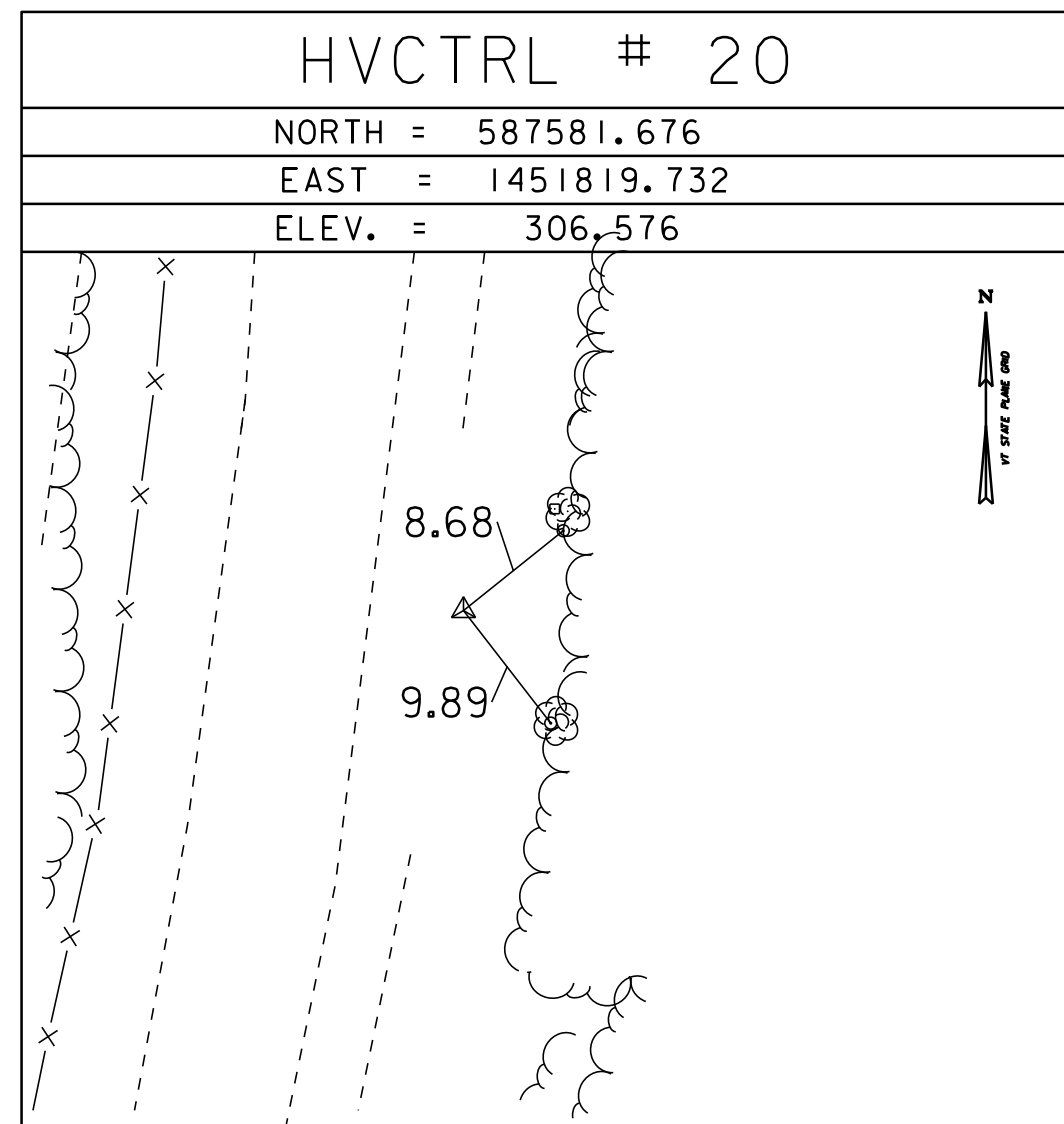 HVCTRL # 20
NORTH = 587581.676
EAST = 1451819.732
ELEV. = 306.576
N
VT STATE PLANE GRID
8.68
9.89